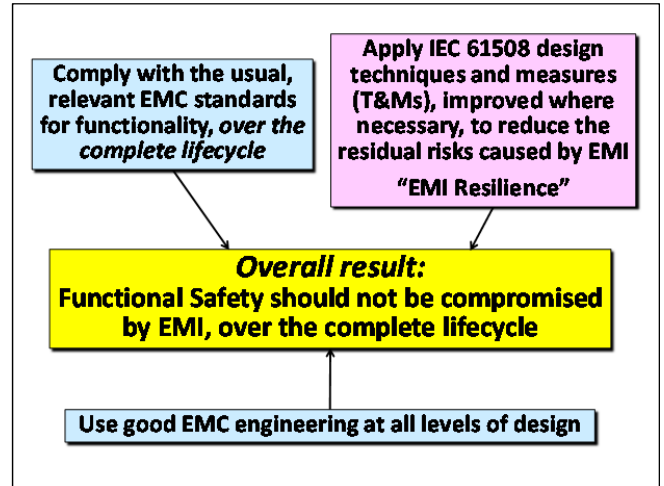 Comply with the usual,
relevant EMC standards
for functionality, over the
complete lifecycle
Apply IEC 61508 design
techniques and measures
(T&Ms), improved where
necessary, to reduce the
residual risks caused by EMI
“EMI Resilience”
Overall result:
Functional Safety should not be compromised
by EMI, over the complete lifecycle
Use good EMC engineering at all levels of design